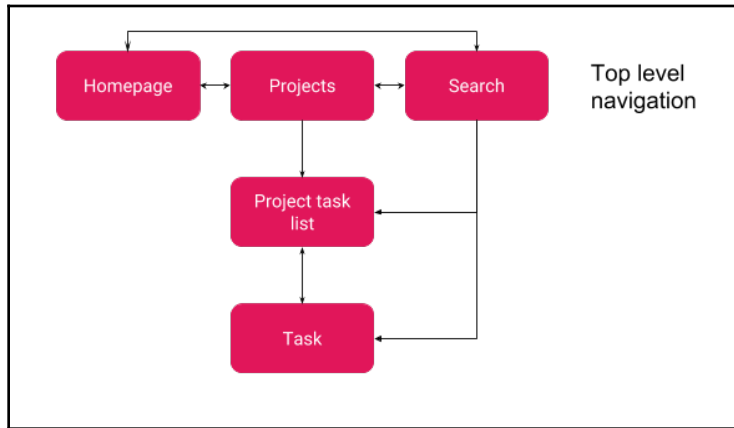 Homepage
Projects
Search
Top level
navigation
Project task
list
Task